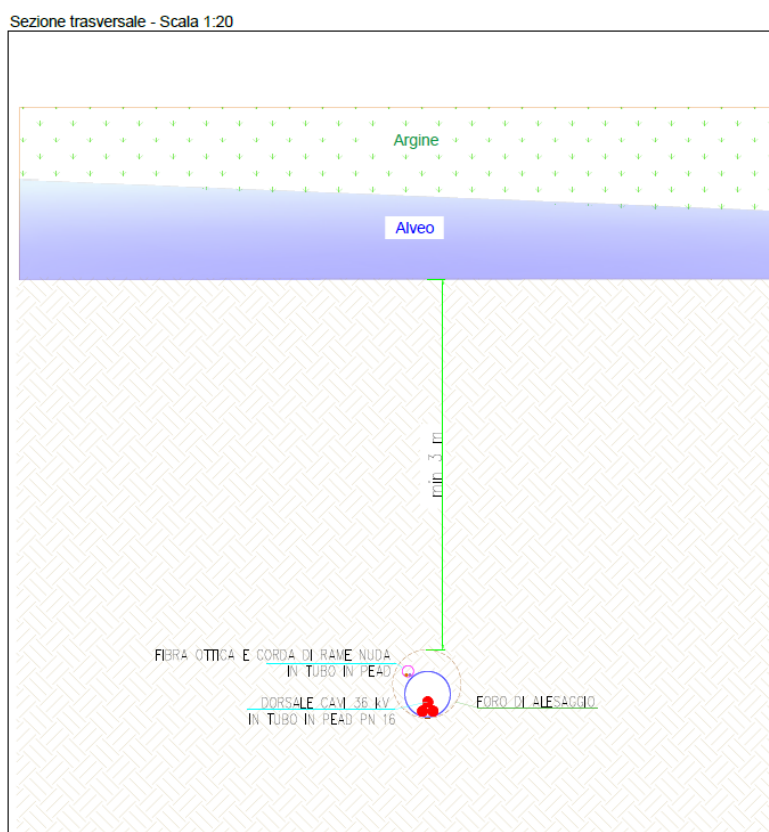 Sezione trasversale - Scala 1:20
Argine
Alveo
min 3 m
FIBRA OTTICA E CORDA DI RAME NUDA
IN TUBO IN PEAD
DORSALE CAVI 36 kV
IN TUBO IN PEAD PN 16
FORO DI ALESAGGIO